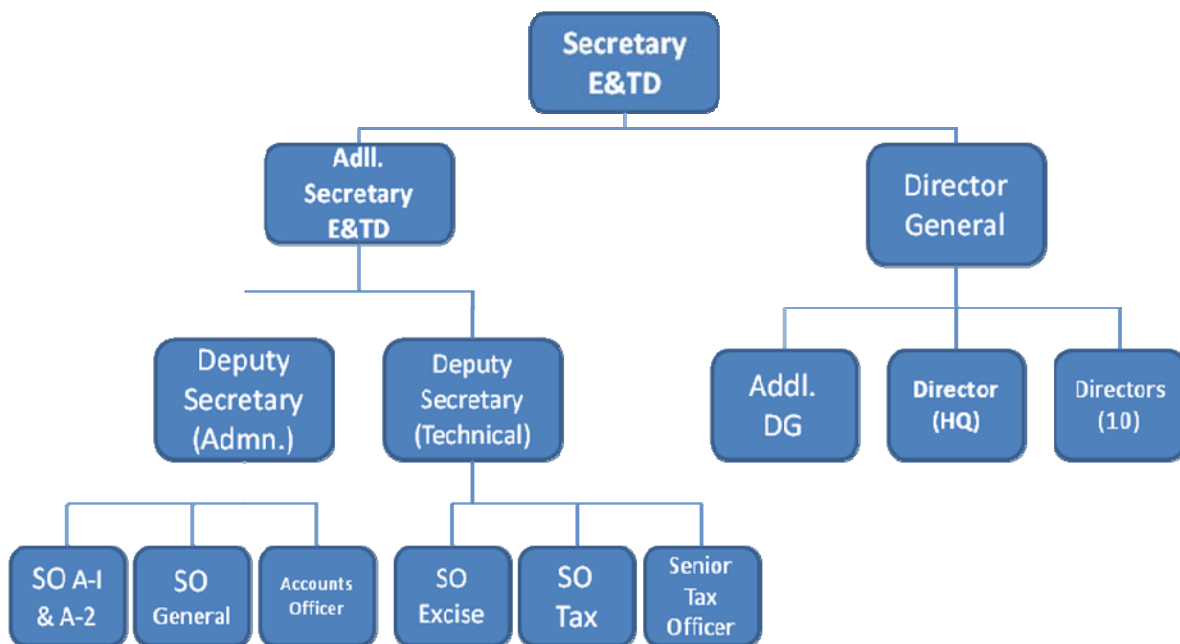 Secretary
E&TD
Adll.
Secretary
E&TD
Director
General
Deputy
Secretary
(Admn.)
Deputy
Secretary
(Technical)
Addl.
DG
Director
(HQ)
Directors
(10)
SO A-I
& A-2
SO
General
Accounts
Officer
SO
Excise
SO
Tax
Senior
Tax
Officer